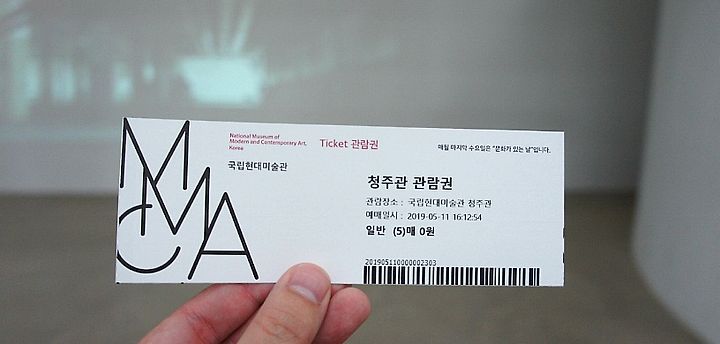 MMCA
National Museum of
Modern and Contemporary Art,
Korea
Ticket 관람권
매월 마지막 수요일은 "문화가 있는 날"입니다.
국립현대미술관
청주관 관람권
관람장소 : 국립현대미술관 청주관
예매일시 : 2019-05-11 16:12:54
일반 (5)매 0원
201905110000002303